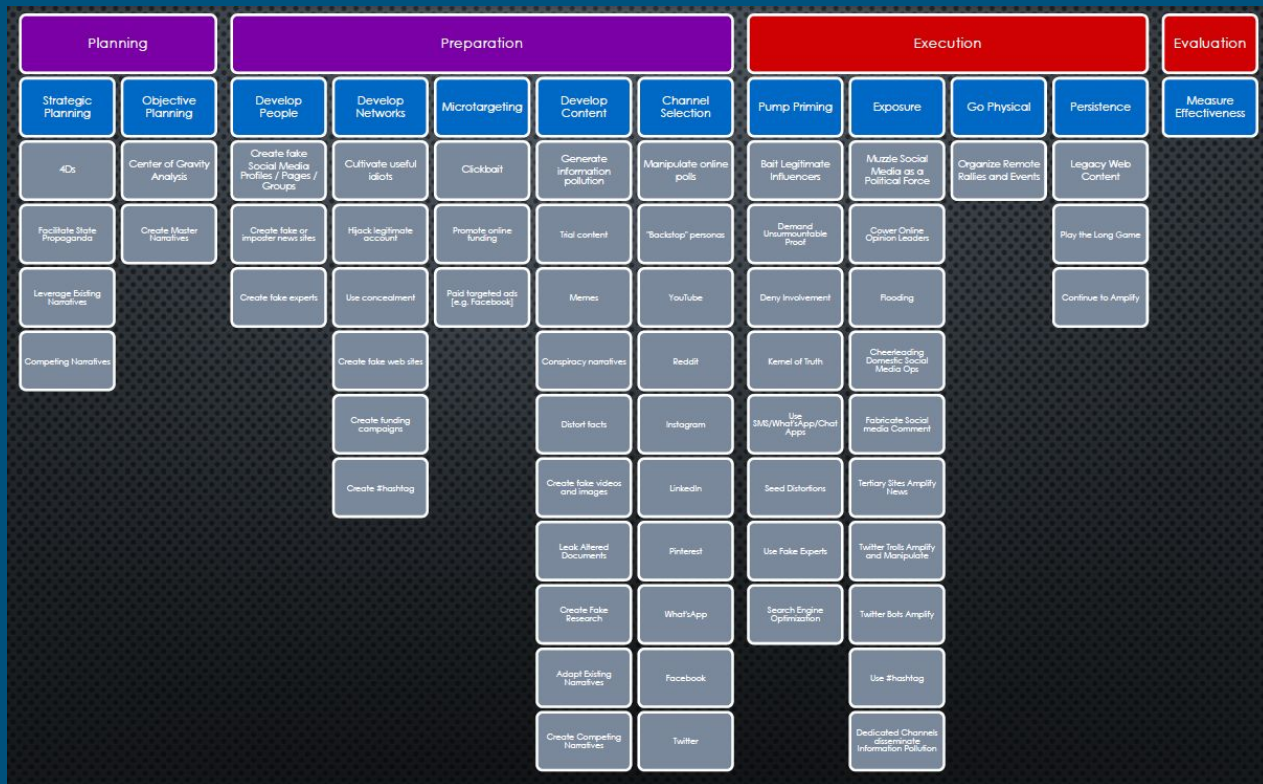 Planning
Preparation
Execution
Evaluation
Strategic
Planning
Objective
Planning
Develop
People
Develop
Networks
Microtargeting
Develop
Content
Channel
Selection
Pump Priming
Exposure
Go Physical
Persistence
Measure
Effectiveness
4Ds
Facilitate State
Propaganda
Leverage Existing
Narratives
Competing Narratives
Center of Gravity
Analysis
Create Master
Narratives
Create fake
Social Media
Profiles / Pages /
Groups
Create fake or
imposter news sites
Create fake experts
Cultivate useful
idiots
Hijack legitimate
account
Use concealment
Create fake web sites
Create funding
campaigns
Create #hashtag
Clickbait
Promote online
funding
Paid targeted ads
[e.g. Facebook]
Generate
information
pollution
Trial content
Memes
Conspiracy narratives
Distort facts
Create fake videos
and images
Leak Altered
Documents
Create Fake
Research
Adapt Existing
Narratives
Create Competing
Narratives
Manipulate online
polls
"Backstop" personas
YouTube
Reddit
Instagram
LinkedIn
Pinterest
What'sApp
Facebook
Twitter
Bait Legitimate
Influencers
Demand
Unsurmountable
Proof
Deny Involvement
Kernel of Truth
Use
SMS/What'sApp/Chat
Apps
Seed Distortions
Use Fake Experts
Search Engine
Optimization
Muzzle Social
Media as a
Political Force
Cower Online
Opinion Leaders
Flooding
Cheerleading
Domestic Social
Media Ops
Fabricate Social
media Comment
Tertiary Sites Amplify
News
Twitter Trolls Amplify
and Manipulate
Twitter Bots Amplify
Use #hashtag
Dedicated Channels
disseminate
Information Pollution
Organize Remote
Rallies and Events
Legacy Web
Content
Play the Long Game
Continue to Amplify